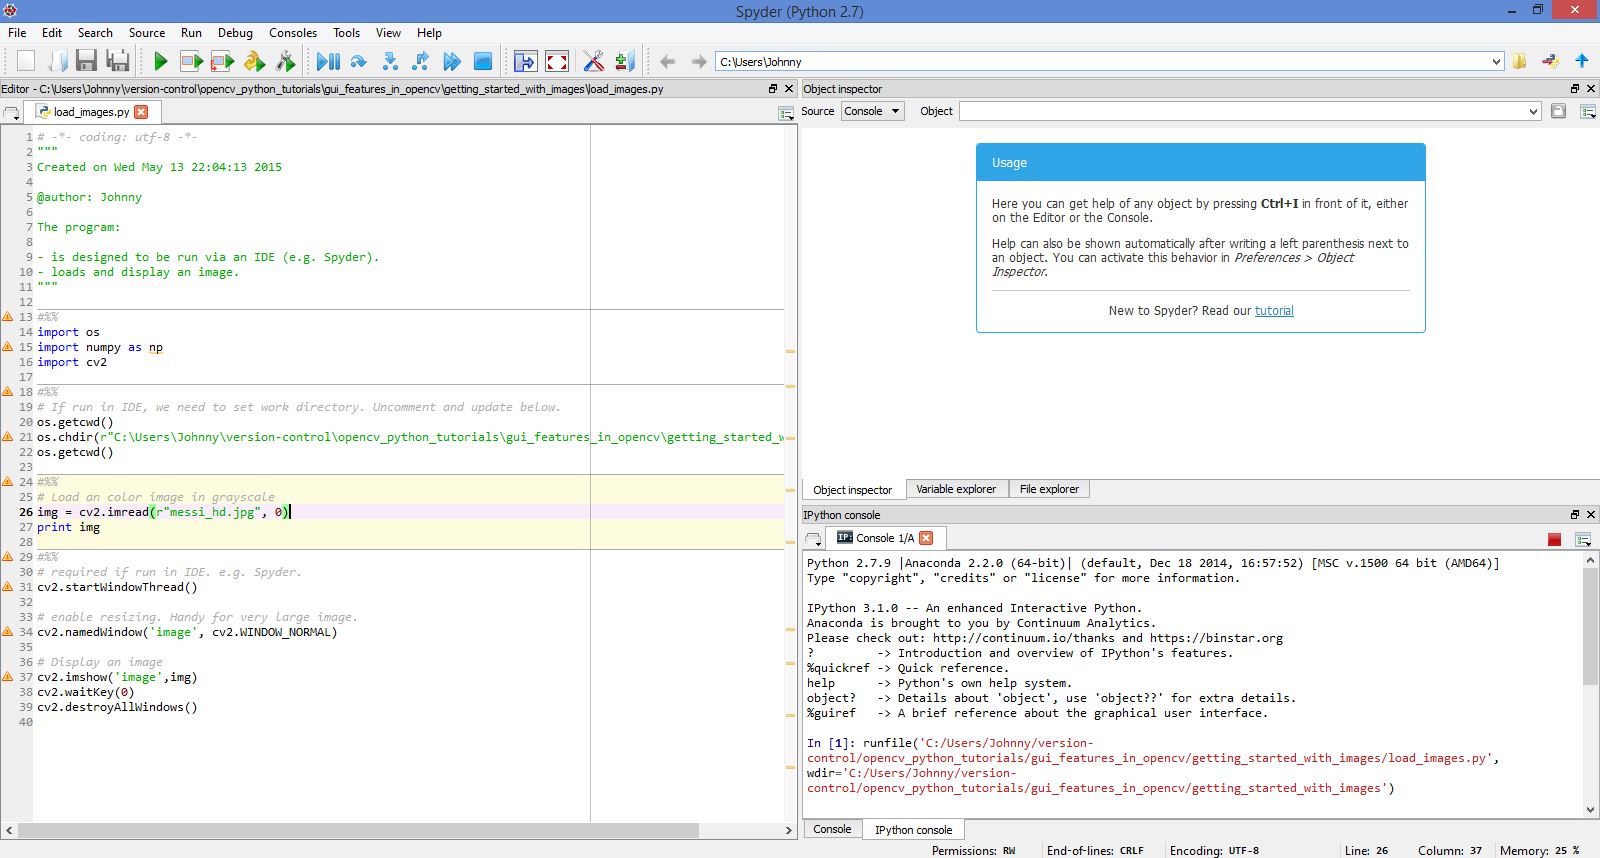 Spyder (Python 2.7)
File Edit Search Source Run Debug Consoles Tools View Help
C:\Users\Johnny
Editor - C:\Users\Johnny\version-control\opencv_python_tutorials\gui_features_in_opencv\getting_started_with_images\load_images.py
load_images.py
1 # -*- coding: utf-8 -*-
2 """
3 Created on Wed May 13 22:04:13 2015
4
5 @author: Johnny
6
7 The program:
8
9 - is designed to be run via an IDE (e.g. Spyder).
10 - loads and display an image.
11 """
12
13 #%%
14 import os
15 import numpy as np
16 import cv2
17
18 #%%
19 # If run in IDE, we need to set work directory. Uncomment and update below.
20 os.getcwd()
21 os.chdir(r"C:\Users\Johnny\version-control\opencv_python_tutorials\gui_features_in_opencv\getting_started_w
22 os.getcwd()
23
24 #%%
25 # Load an color image in grayscale
26 img = cv2.imread(r"messi_hd.jpg", 0)
27 print img
28
29 #%%
30 # required if run in IDE. e.g. Spyder.
31 cv2.startWindowThread()
32
33 # enable resizing. Handy for very large image.
34 cv2.namedWindow('image', cv2.WINDOW_NORMAL)
35
36 # Display an image
37 cv2.imshow('image',img)
38 cv2.waitKey(0)
39 cv2.destroyAllWindows()
40
Object inspector
Source Console Object
Usage
Here you can get help of any object by pressing Ctrl+I in front of it, either
on the Editor or the Console.
Help can also be shown automatically after writing a left parenthesis next to
an object. You can activate this behavior in Preferences > Object
Inspector.
New to Spyder? Read our tutorial
Object inspector Variable explorer File explorer
IPython console
IP: Console 1/A
Python 2.7.9 |Anaconda 2.2.0 (64-bit)| (default, Dec 18 2014, 16:57:52) [MSC v.1500 64 bit (AMD64)]
Type "copyright", "credits" or "license" for more information.
IPython 3.1.0 -- An enhanced Interactive Python.
Anaconda is brought to you by Continuum Analytics.
Please check out: http://continuum.io/thanks and https://binstar.org
? -> Introduction and overview of IPython's features.
%quickref -> Quick reference.
help -> Python's own help system.
object? -> Details about 'object', use 'object??' for extra details.
%guiref -> A brief reference about the graphical user interface.
In [1]: runfile('C:/Users/Johnny/version-
control/opencv_python_tutorials/gui_features_in_opencv/getting_started_with_images/load_images.py',
wdir='C:/Users/Johnny/version-
control/opencv_python_tutorials/gui_features_in_opencv/getting_started_with_images')
Console IPython console
Permissions: RW End-of-lines: CRLF Encoding: UTF-8 Line: 26 Column: 37 Memory: 25 %